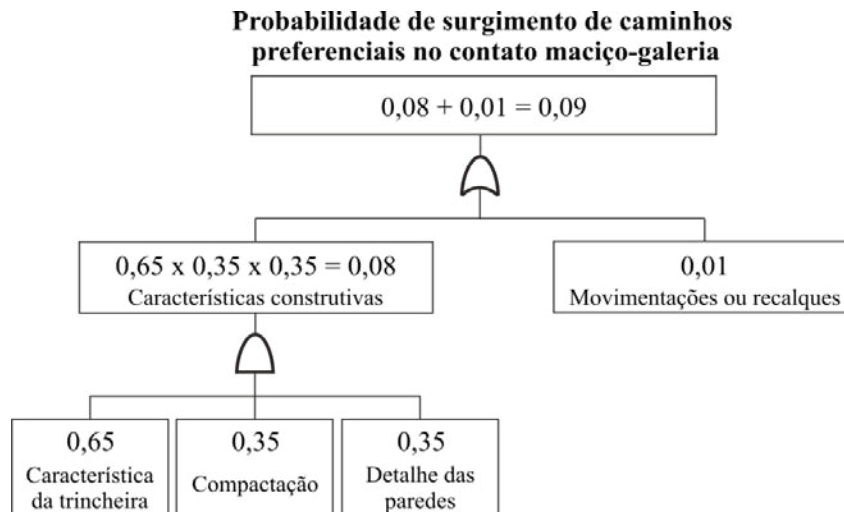 Probabilidade de surgimento de caminhos
preferenciais no contato maciço-galeria
0,08 + 0,01 = 0,09
0,65 x 0,35 x 0,35 = 0,08
Características construtivas
0,01
Movimentações ou recalques
0,65
Característica
da trincheira
0,35
Compactação
0,35
Detalhe das
paredes